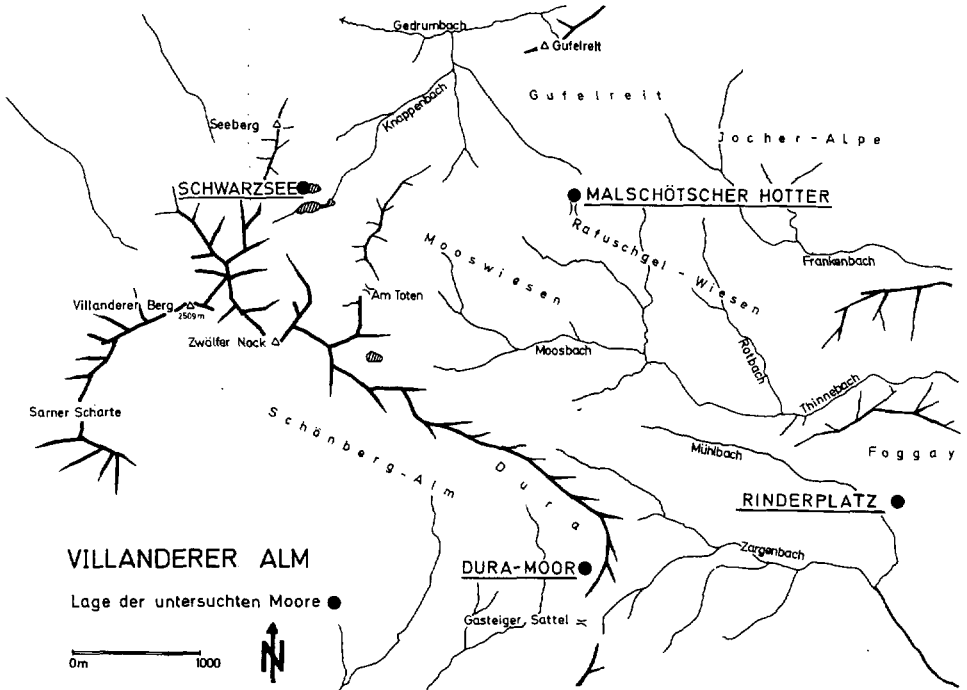 Gedrumbach
Gufelreit
Gufelreit
Knappenbach
Seeberg
Jocher-Alpe
SCHWARZSEE
MALSCHÖTSCHER HOTTER
Rafuschgel-Wiesen
Mooswiesen
Frankenbach
Am Toten
Villanderer Berg
2509m
Zwölfer Nock
Moosbach
Rotbach
Thinnebach
Sarner Scharte
Schönberg-Alm
Dura
Mühlbach
Foggay
RINDERPLATZ
Zargenbach
VILLANDERER ALM
DURA-MOOR
Lage der untersuchten Moore
Gasteiger Sattel
N
0m 1000